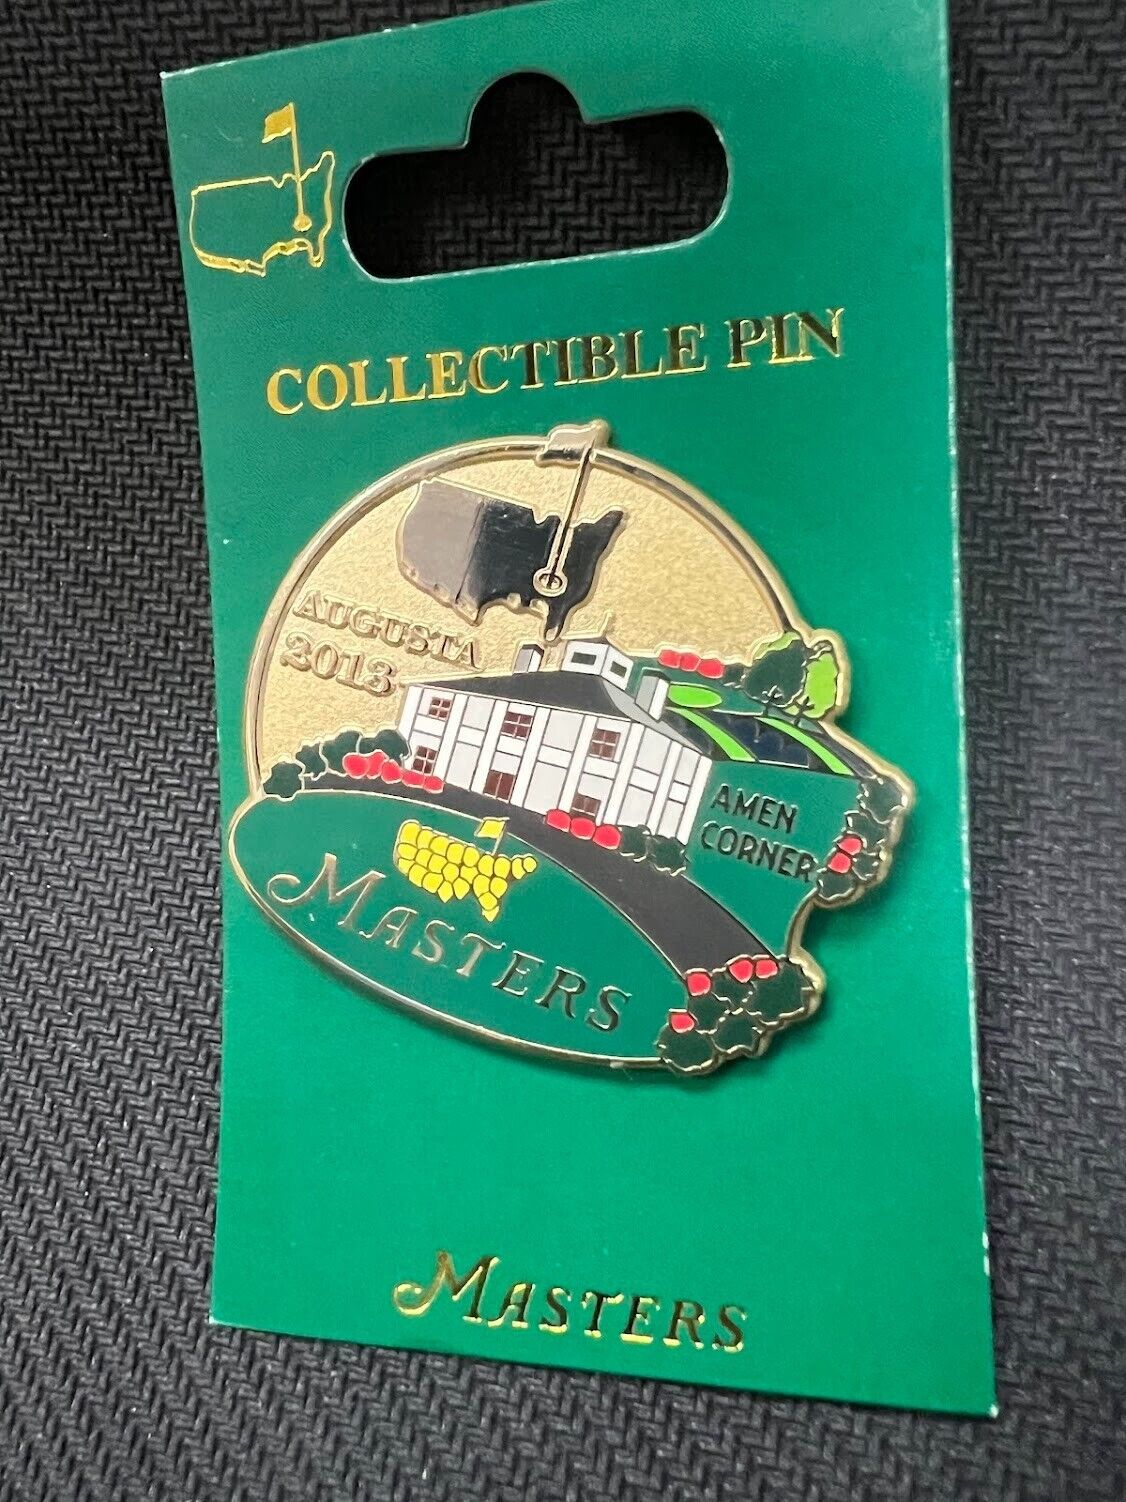 COLLECTIBLE PIN
AUGUSTA
2013
AMEN
CORNER
MASTERS
MASTERS